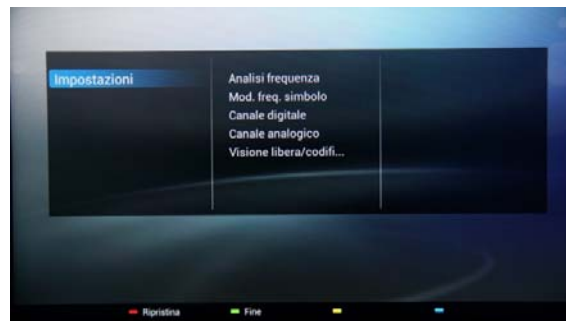 Impostazioni
Analisi frequenza
Mod. freq. simbolo
Canale digitale
Canale analogico
Visione libera/codifi...
Ripristina
Fine